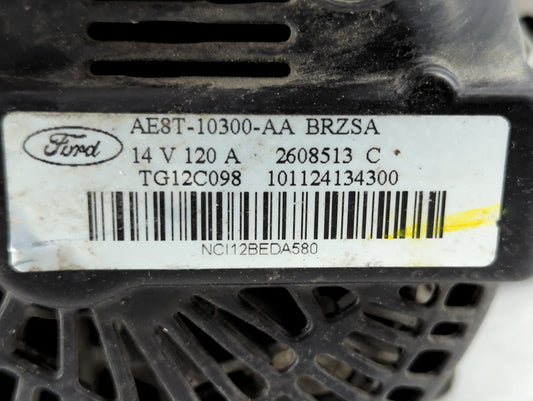 Ford
AE8T-10300-AA BRZSA
14 V 120 A 2608513 C
TG12C098 101124134300
NCI12BEDA580